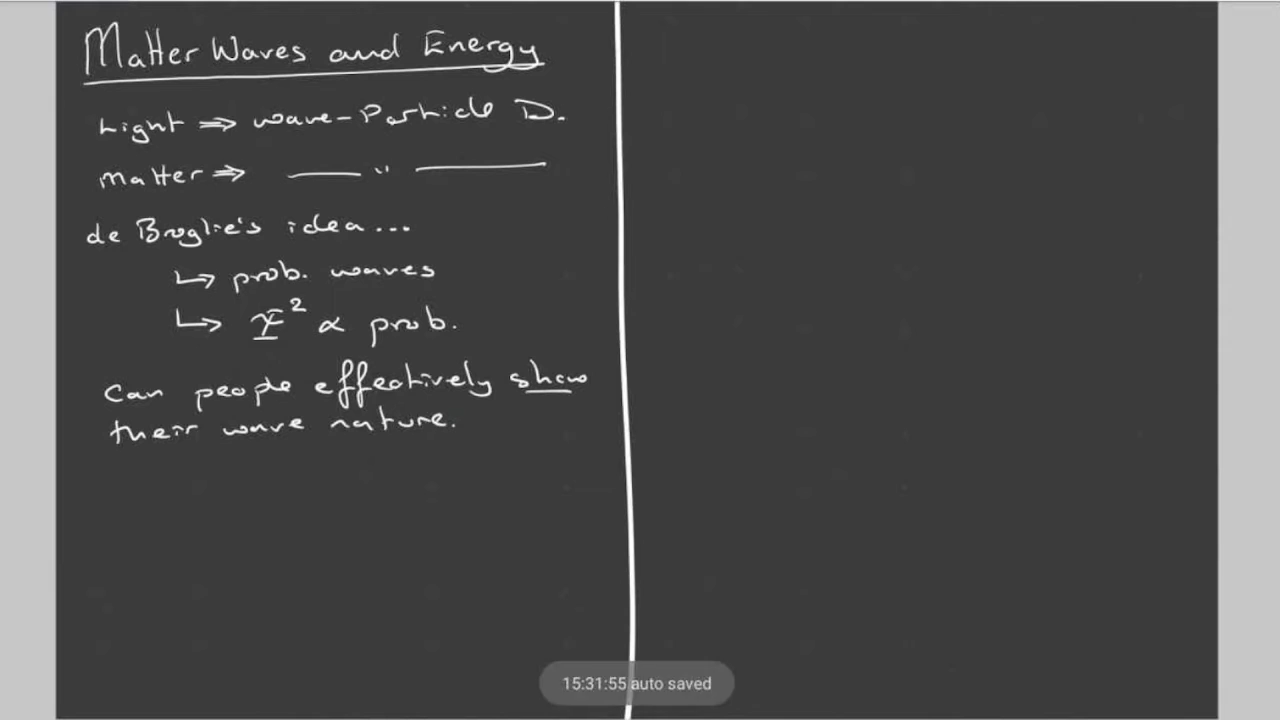 Matter Waves and Energy
Light ⇒ wave-Particle D.
Matter ⇒ —— " ——
de Broglie's idea...
↳ prob. waves
↳ Ψ² ∝ prob.
Can people effectively show
their wave nature.
15:31:55 auto saved